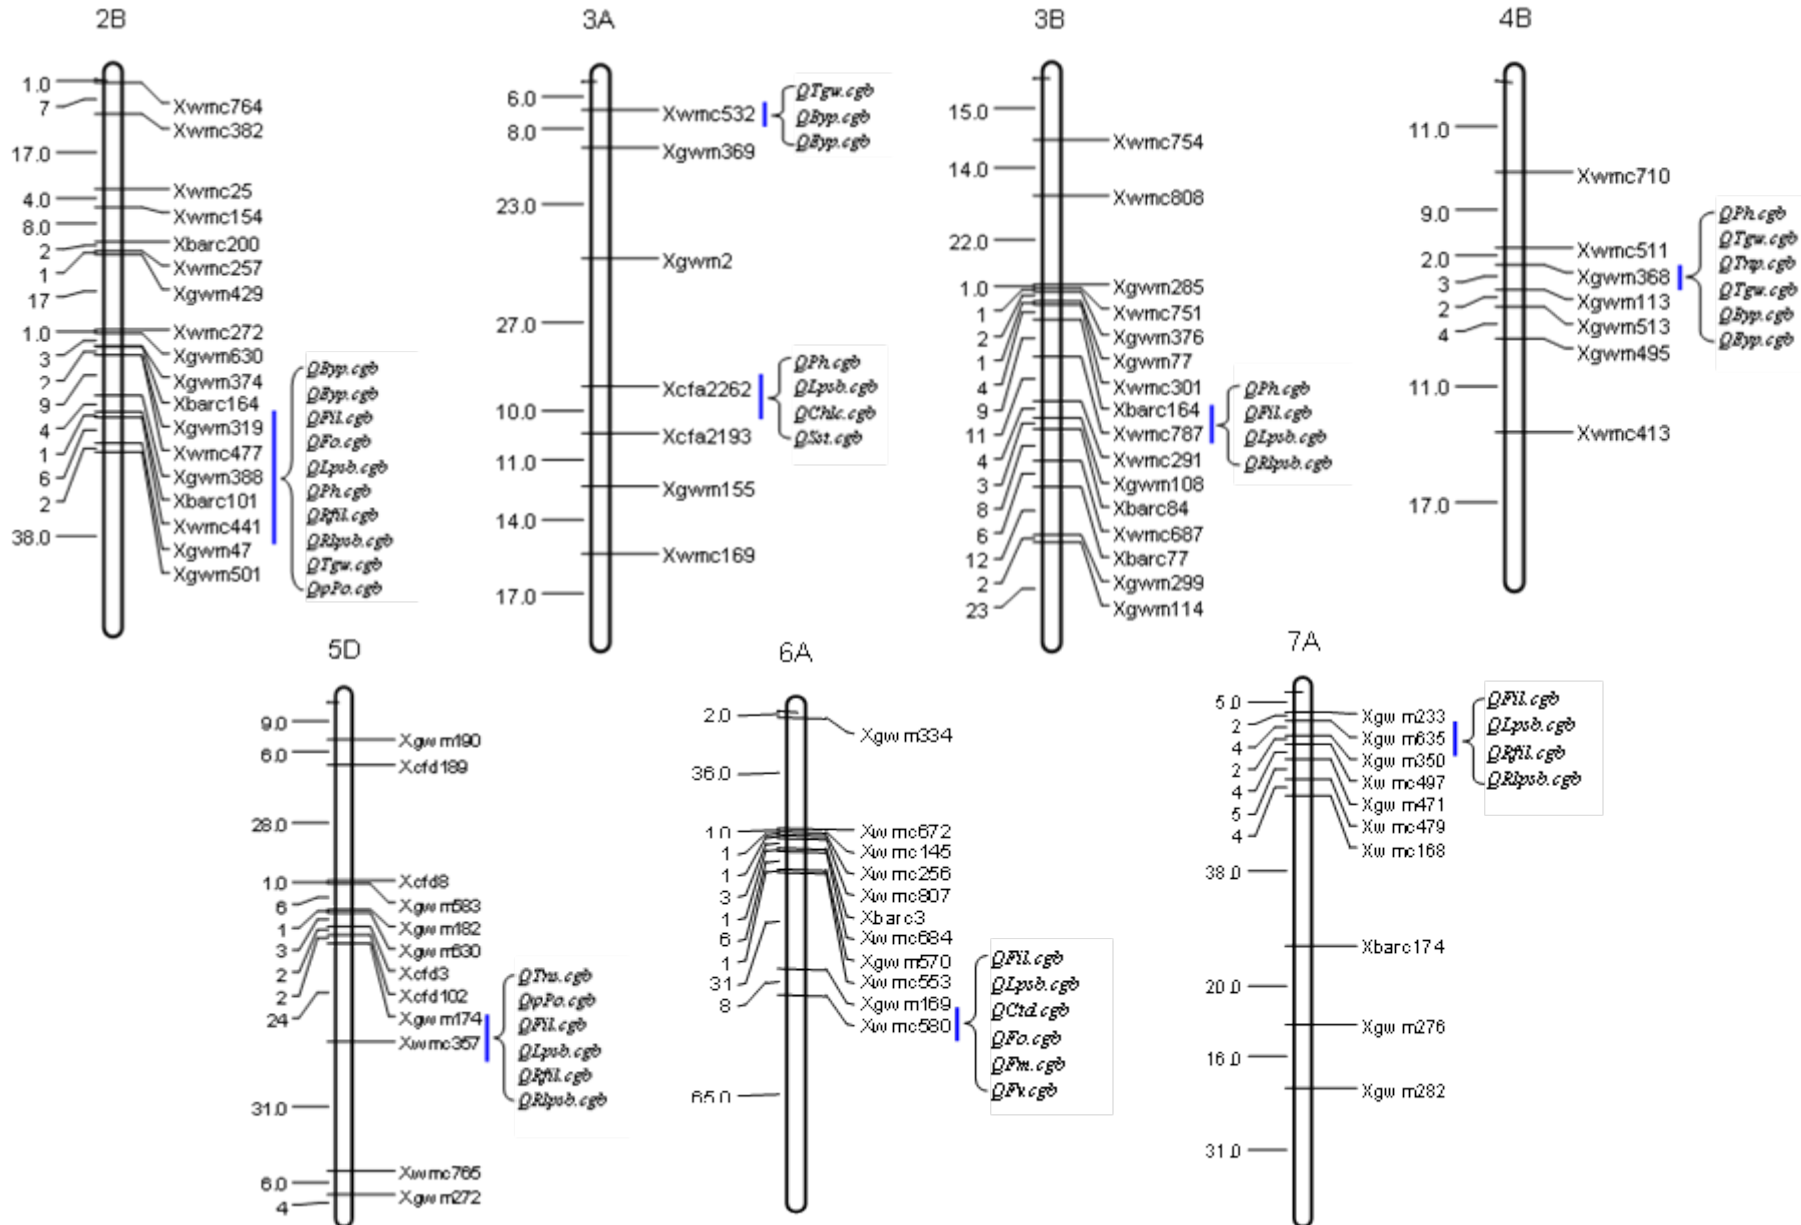 2B
1.0
7
17.0
4.0
8.0
2
1
17
1.0
3
2
9
4
1
6
2
38.0
Xwmc764
Xwmc382
Xwmc25
Xwmc154
Xbarc200
Xwmc257
Xgwm429
Xwmc272
Xgwm630
Xgwm374
Xbarc164
Xgwm319
Xwmc477
Xgwm388
Xbarc101
Xwmc441
Xgwm47
Xgwm501
QByp.cgb
QByp.cgb
QFil.cgb
QFo.cgb
QLpsb.cgb
QPh.cgb
QRfil.cgb
QRlpsb.cgb
QTgw.cgb
QpPo.cgb
3A
6.0
8.0
23.0
27.0
10.0
11.0
14.0
17.0
Xwmc532
Xgwm369
Xgwm2
Xcfa2262
Xcfa2193
Xgwm155
Xwmc169
QTgw.cgb
QByp.cgb
QByp.cgb
QPh.cgb
QLpsb.cgb
QChlc.cgb
QSst.cgb
3B
15.0
14.0
22.0
1.0
1
2
1
4
9
11
4
3
8
6
12
2
23
Xwmc754
Xwmc808
Xgwm285
Xwmc751
Xgwm376
Xgwm77
Xwmc301
Xbarc164
Xwmc787
Xwmc291
Xgwm108
Xbarc84
Xwmc687
Xbarc77
Xgwm299
Xgwm114
QPh.cgb
QFil.cgb
QLpsb.cgb
QRlpsb.cgb
4B
11.0
9.0
2.0
3
2
4
11.0
17.0
Xwmc710
Xwmc511
Xgwm368
Xgwm113
Xgwm513
Xgwm495
Xwmc413
QPh.cgb
QTgw.cgb
QTnp.cgb
QTgw.cgb
QByp.cgb
QByp.cgb
5D
9.0
6.0
28.0
1.0
6
1
3
2
2
24
31.0
6.0
4
Xgwm190
Xcfd189
Xcfd8
Xgwm583
Xgwm182
Xgwm630
Xcfd3
Xcfd102
Xgwm174
Xwmc357
Xwmc765
Xgwm272
QTns.cgb
QpPo.cgb
QFil.cgb
QLpsb.cgb
QRfil.cgb
QRlpsb.cgb
6A
2.0
36.0
1.0
1
1
3
1
6
1
31
8
65.0
Xgwm334
Xwmc672
Xwmc145
Xwmc256
Xwmc807
Xbarc3
Xwmc684
Xgwm570
Xwmc553
Xgwm169
Xwmc580
QFil.cgb
QLpsb.cgb
QCtd.cgb
QFo.cgb
QFm.cgb
QFv.cgb
7A
5.0
2
4
2
4
5
4
38.0
20.0
16.0
31.0
Xgwm233
Xgwm635
Xgwm350
Xwmc497
Xgwm471
Xwmc479
Xwmc168
Xbarc174
Xgwm276
Xgwm282
QFil.cgb
QLpsb.cgb
QRfil.cgb
QRlpsb.cgb